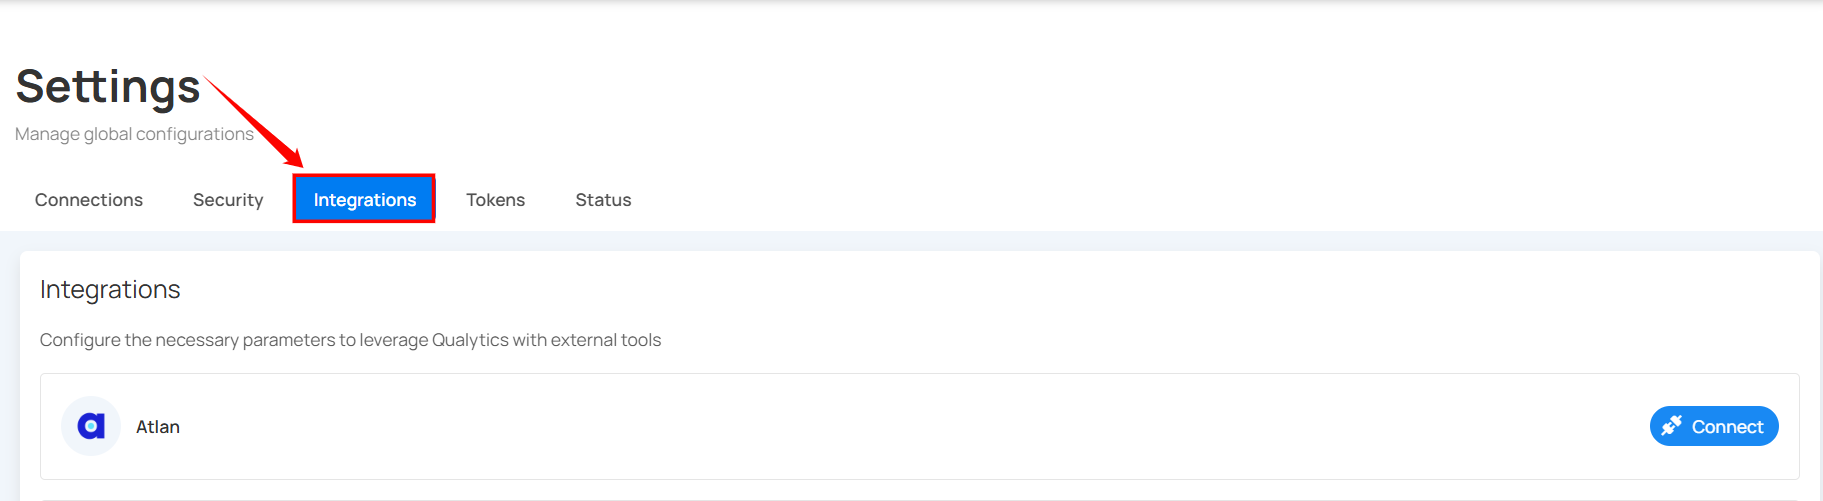 Settings
Manage global configurations
Connections Security Integrations Tokens Status
Integrations
Configure the necessary parameters to leverage Qualytics with external tools
Atlan Connect